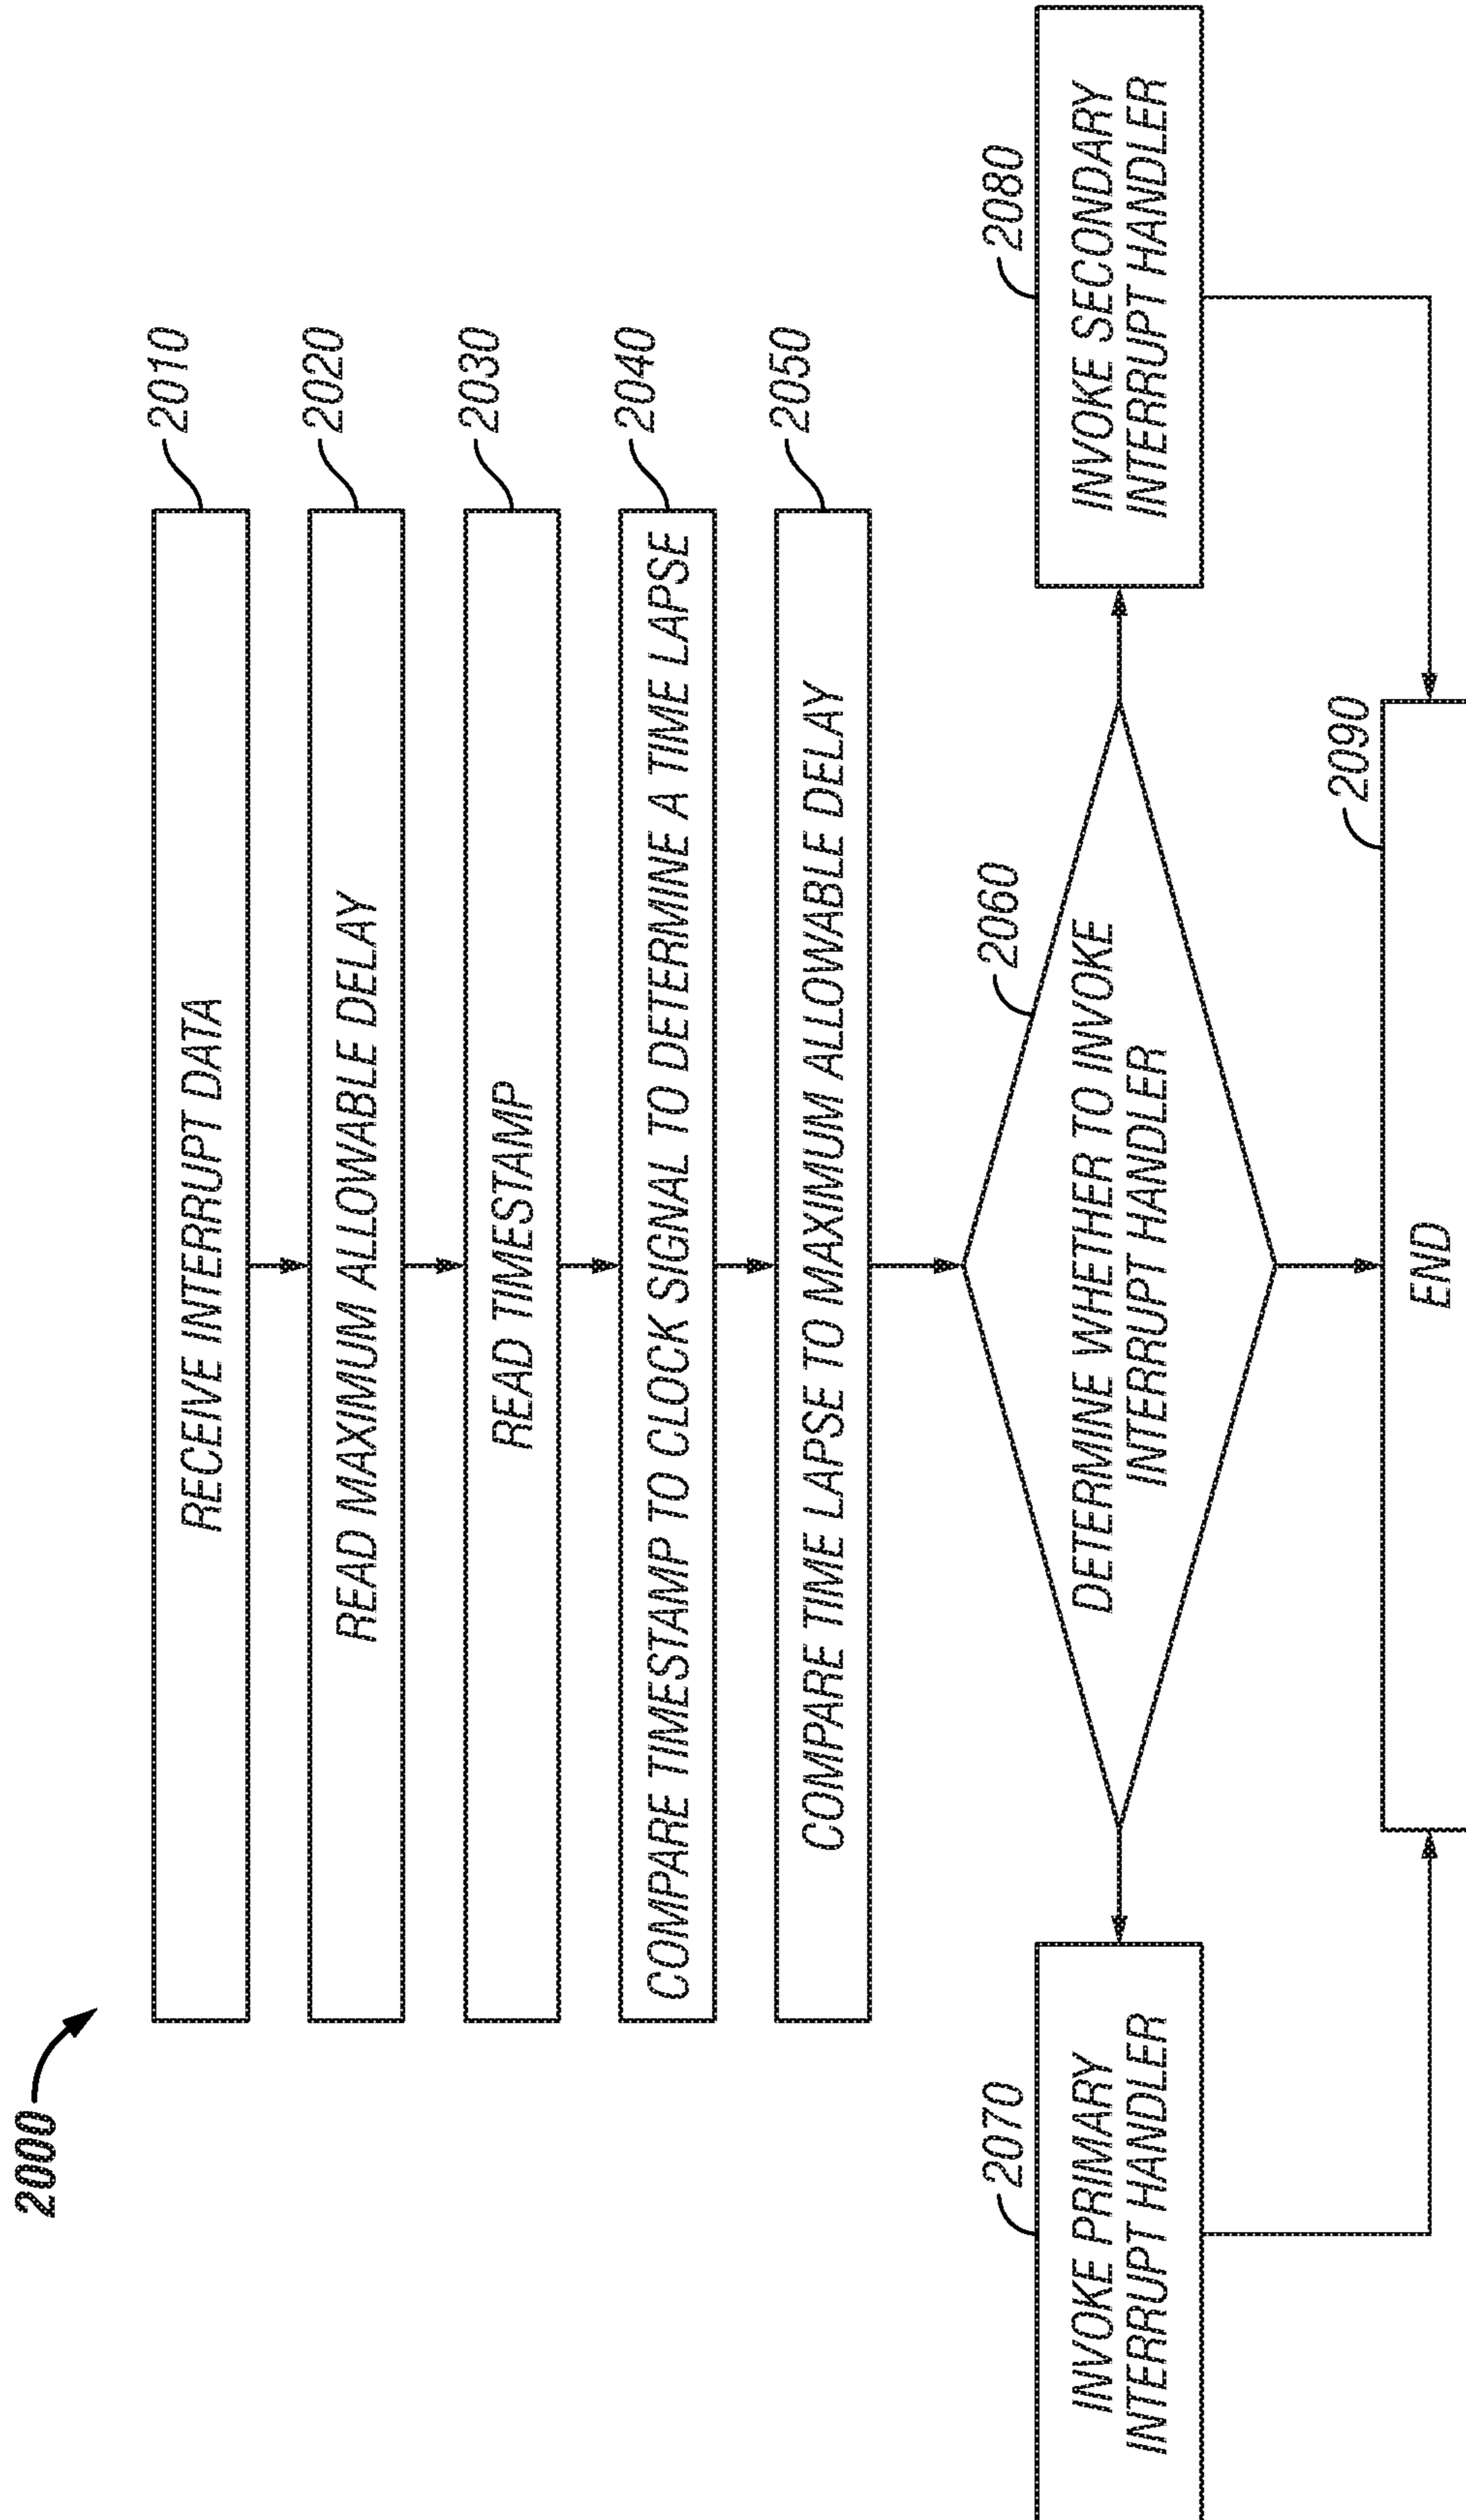 2000
RECEIVE INTERRUPT DATA
2010
READ MAXIMUM ALLOWABLE DELAY
2020
READ TIMESTAMP
2030
COMPARE TIMESTAMP TO CLOCK SIGNAL TO DETERMINE A TIME LAPSE
2040
COMPARE TIME LAPSE TO MAXIMUM ALLOWABLE DELAY
2050
2060
DETERMINE WHETHER TO INVOKE
INTERRUPT HANDLER
2070
INVOKE PRIMARY
INTERRUPT HANDLER
2080
INVOKE SECONDARY
INTERRUPT HANDLER
2090
END